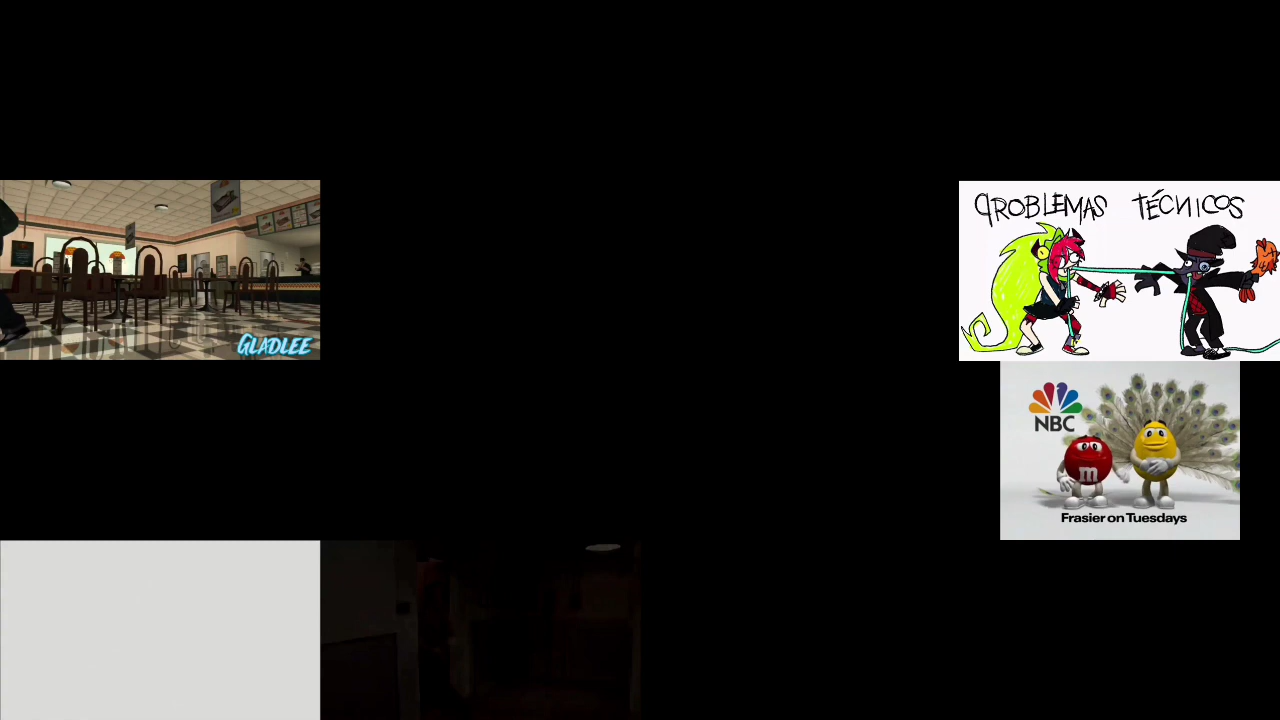 PROBLEMAS TÉCNICOS
GLADLEE
NBC
m
Frasier on Tuesdays